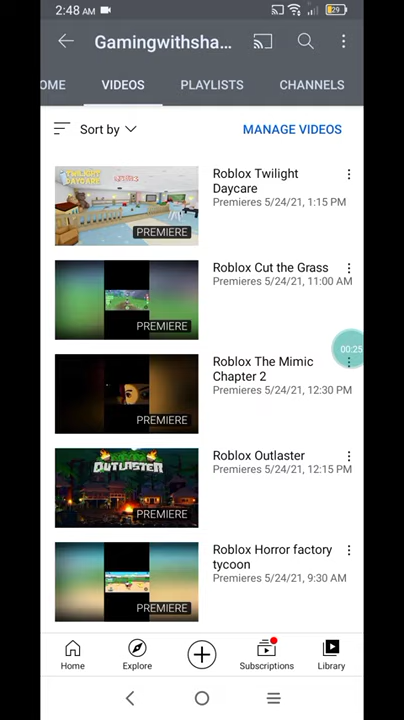 2:48 AM
29
Gamingwithsha...
OME
VIDEOS
PLAYLISTS
CHANNELS
Sort by
MANAGE VIDEOS
TWILIGHT
DAYCARE
PREMIERE
Roblox Twilight
Daycare
Premieres 5/24/21, 1:15 PM
PREMIERE
Roblox Cut the Grass
Premieres 5/24/21, 11:00 AM
00:25
PREMIERE
Roblox The Mimic
Chapter 2
Premieres 5/24/21, 12:30 PM
OUTLASTER
PREMIERE
Roblox Outlaster
Premieres 5/24/21, 12:15 PM
PREMIERE
Roblox Horror factory
tycoon
Premieres 5/24/21, 9:30 AM
Home
Explore
Subscriptions
Library